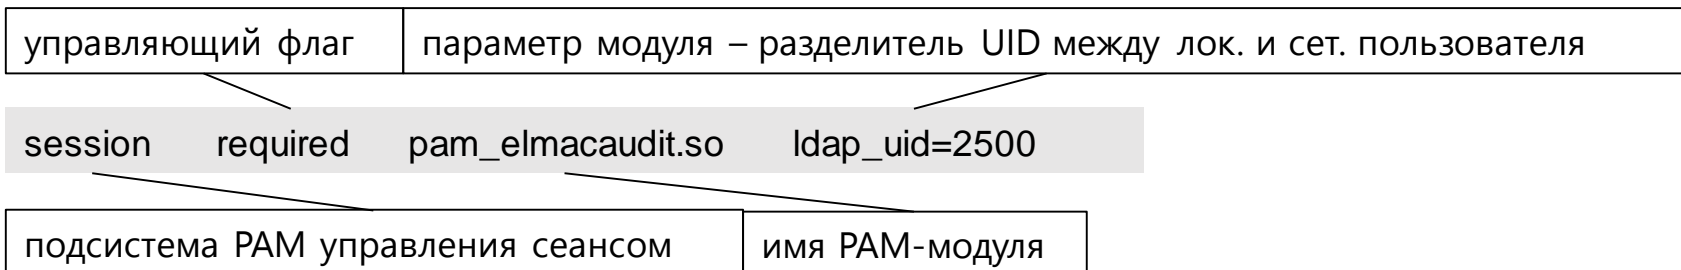 управляющий флаг
параметр модуля – разделитель UID между лок. и сет. пользователя
session required pam_elmacaudit.so ldap_uid=2500
подсистема PAM управления сеансом
имя PAM-модуля